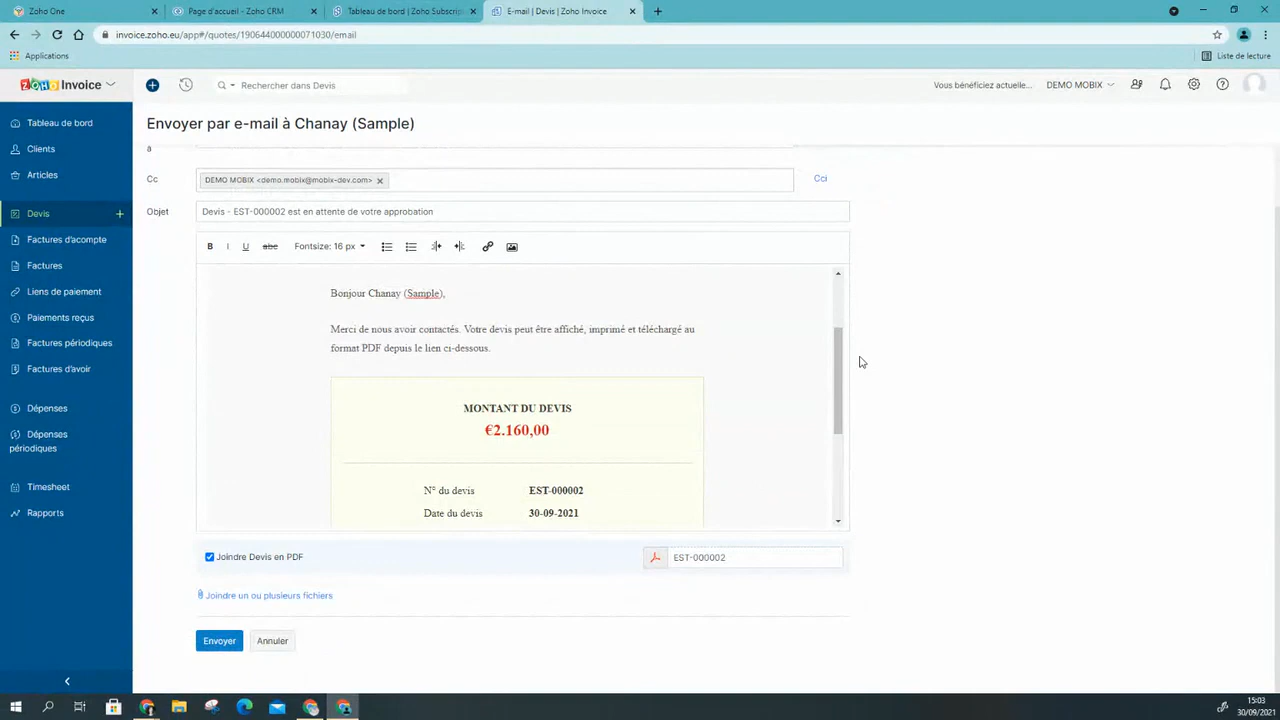 Zoho One
Page d'accueil - Zoho CRM
Tableau de bord | Zoho Subscrip
E-mail | Devis | Zoho Invoice
invoice.zoho.eu/app#/quotes/190644000000071030/email
Applications
Liste de lecture
ZOHO Invoice
Rechercher dans Devis
Vous bénéficiez actuelle...
DEMO MOBIX
Tableau de bord
Clients
Articles
Devis
Factures d'acompte
Factures
Liens de paiement
Paiements reçus
Factures périodiques
Factures d'avoir
Dépenses
Dépenses
périodiques
Timesheet
Rapports
Envoyer par e-mail à Chanay (Sample)
Cc
DEMO MOBIX <demo.mobix@mobix-dev.com>
Cci
Objet
Devis - EST-000002 est en attente de votre approbation
B I U abc Fontsize: 16 px
Bonjour Chanay (Sample),
Merci de nous avoir contactés. Votre devis peut être affiché, imprimé et téléchargé au
format PDF depuis le lien ci-dessous.
MONTANT DU DEVIS
€2.160,00
N° du devis EST-000002
Date du devis 30-09-2021
Joindre Devis en PDF
EST-000002
Joindre un ou plusieurs fichiers
Envoyer
Annuler
15:03
30/09/2021